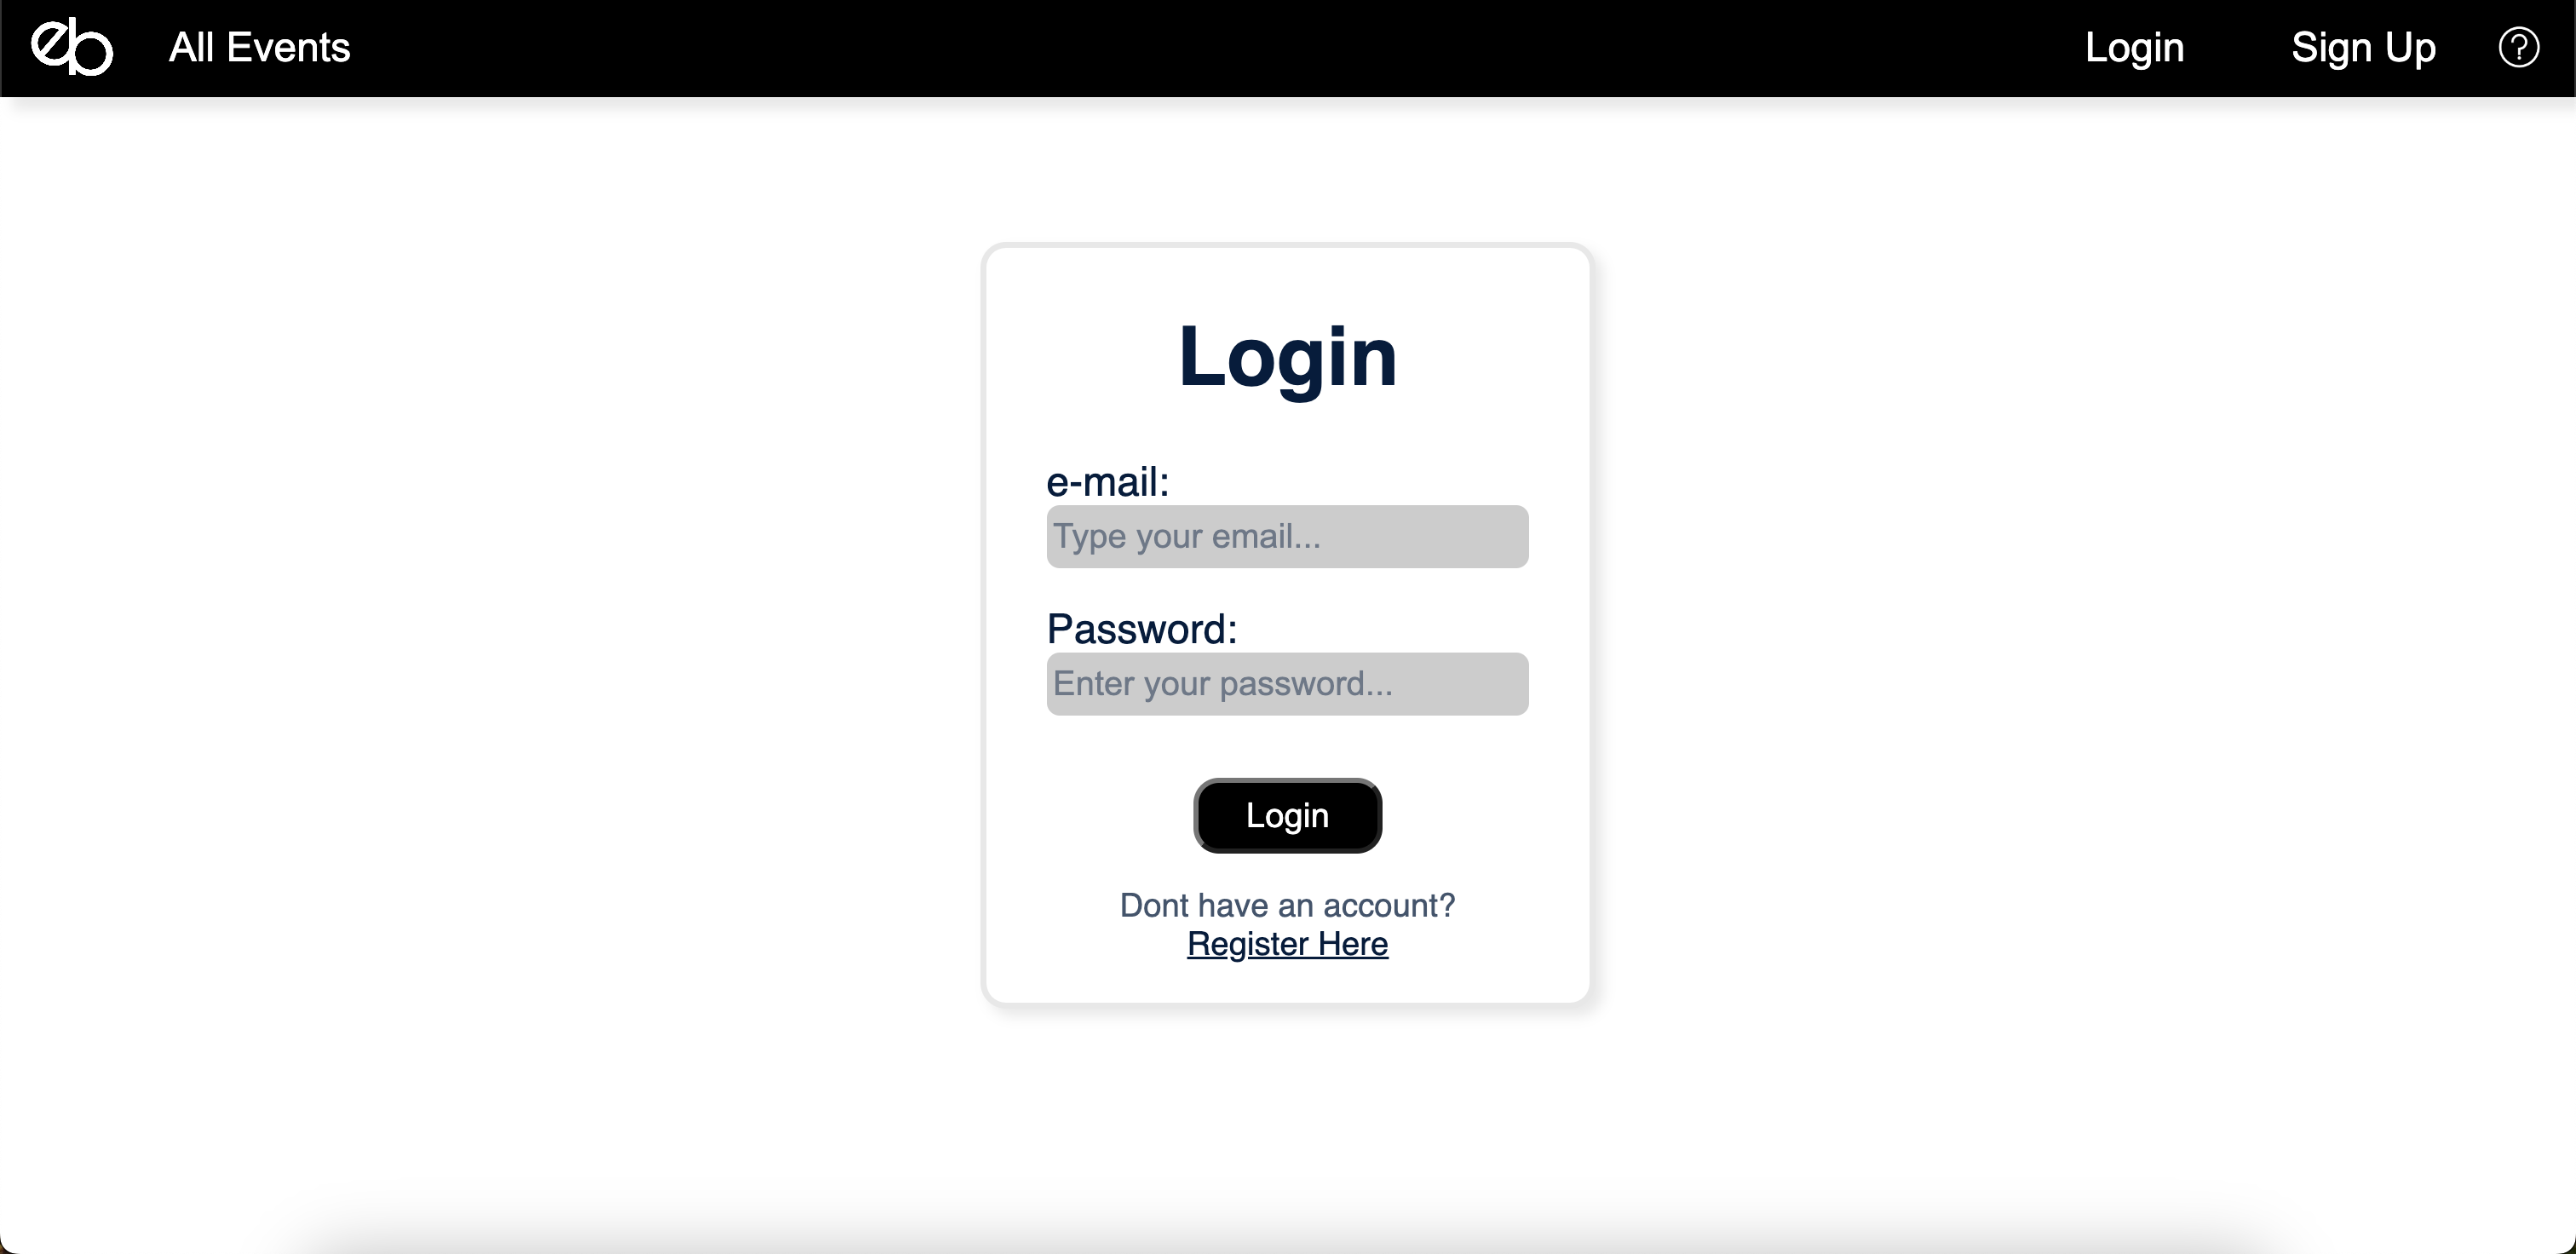 eb All Events Login Sign Up ?
Login
e-mail:
Type your email...
Password:
Enter your password...
Login
Dont have an account?
Register Here